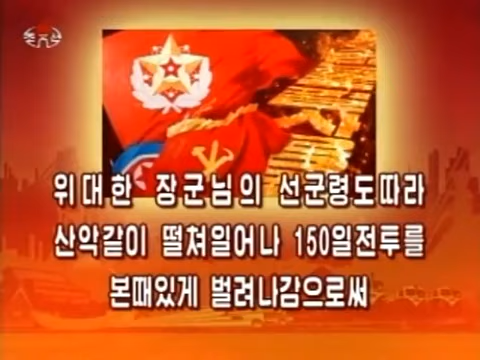 위대한 장군님의 선군령도따라
산악같이 떨쳐일어나 150일전투를
본때있게 벌려나감으로써